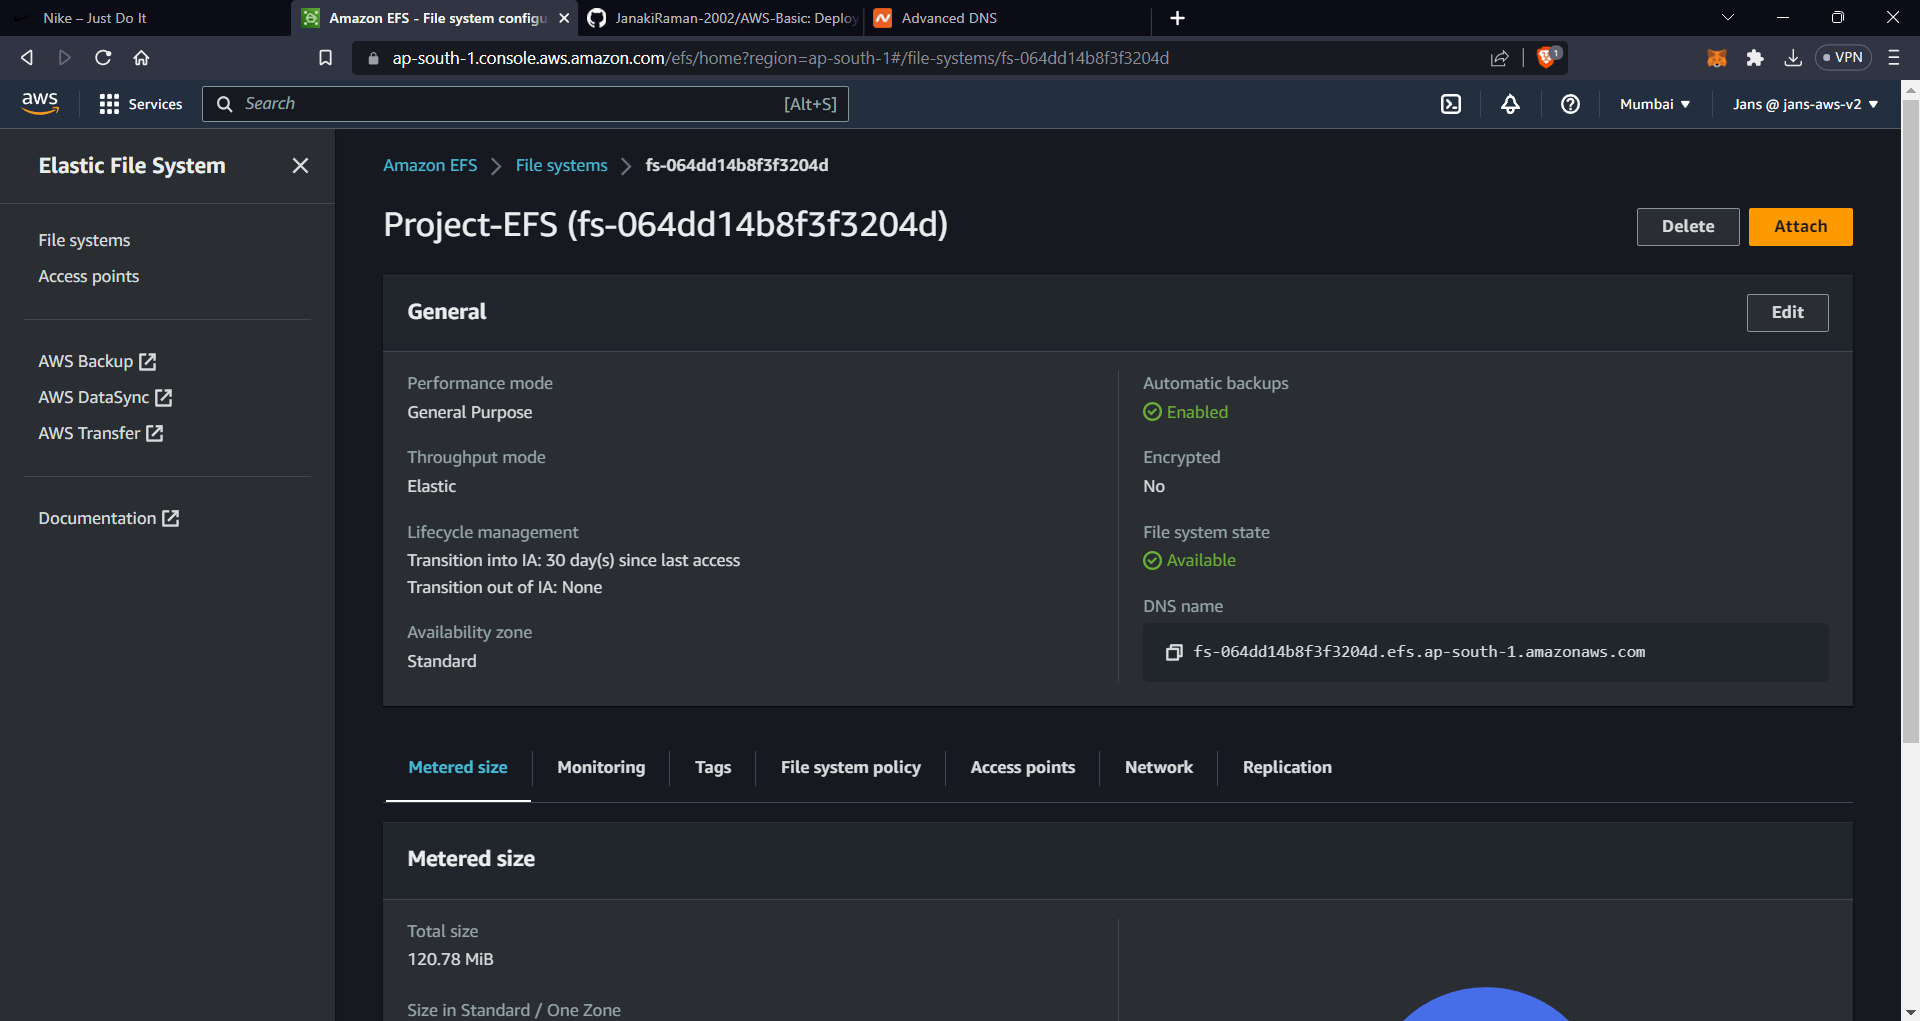 Nike – Just Do It
Amazon EFS - File system configu
JanakiRaman-2002/AWS-Basic: Deploy
Advanced DNS
ap-south-1.console.aws.amazon.com/efs/home?region=ap-south-1#/file-systems/fs-064dd14b8f3f3204d
1
VPN
aws
Services
Search
[Alt+S]
Mumbai
Jans @ jans-aws-v2
Elastic File System
File systems
Access points
AWS Backup
AWS DataSync
AWS Transfer
Documentation
Amazon EFS
File systems
fs-064dd14b8f3f3204d
Project-EFS (fs-064dd14b8f3f3204d)
Delete
Attach
General
Edit
Performance mode
General Purpose
Throughput mode
Elastic
Lifecycle management
Transition into IA: 30 day(s) since last access
Transition out of IA: None
Availability zone
Standard
Automatic backups
Enabled
Encrypted
No
File system state
Available
DNS name
fs-064dd14b8f3f3204d.efs.ap-south-1.amazonaws.com
Metered size
Monitoring
Tags
File system policy
Access points
Network
Replication
Metered size
Total size
120.78 MiB
Size in Standard / One Zone